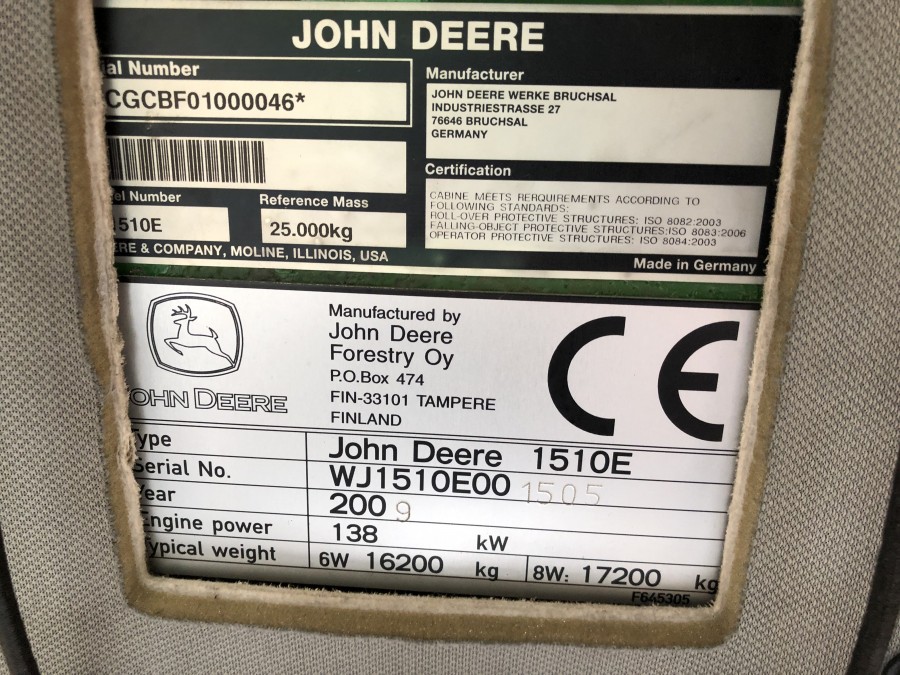 JOHN DEERE
al Number
CGCBF01000046*
Manufacturer
JOHN DEERE WERKE BRUCHSAL
INDUSTRIESTRASSE 27
76646 BRUCHSAL
GERMANY
Certification
CABINE MEETS RERQUIREMENTS ACCORDING TO
FOLLOWING STANDARDS:
ROLL-OVER PROTECTIVE STRUCTURES: ISO 8082:2003
FALLING-OBJECT PROTECTIVE STRUCTURES:ISO 8083:2006
OPERATOR PROTECTIVE STRUCTURES: ISO 8084:2003
el Number
Reference Mass
1510E
25.000kg
ERE & COMPANY, MOLINE, ILLINOIS, USA
Made in Germany
JOHN DEERE
Manufactured by
John Deere
Forestry Oy
P.O.Box 474
FIN-33101 TAMPERE
FINLAND
CE
Type John Deere 1510E
Serial No. WJ1510E00 1505
Year 2009
Engine power 138 kW
Typical weight 6W 16200 kg 8W: 17200 kg
F645305